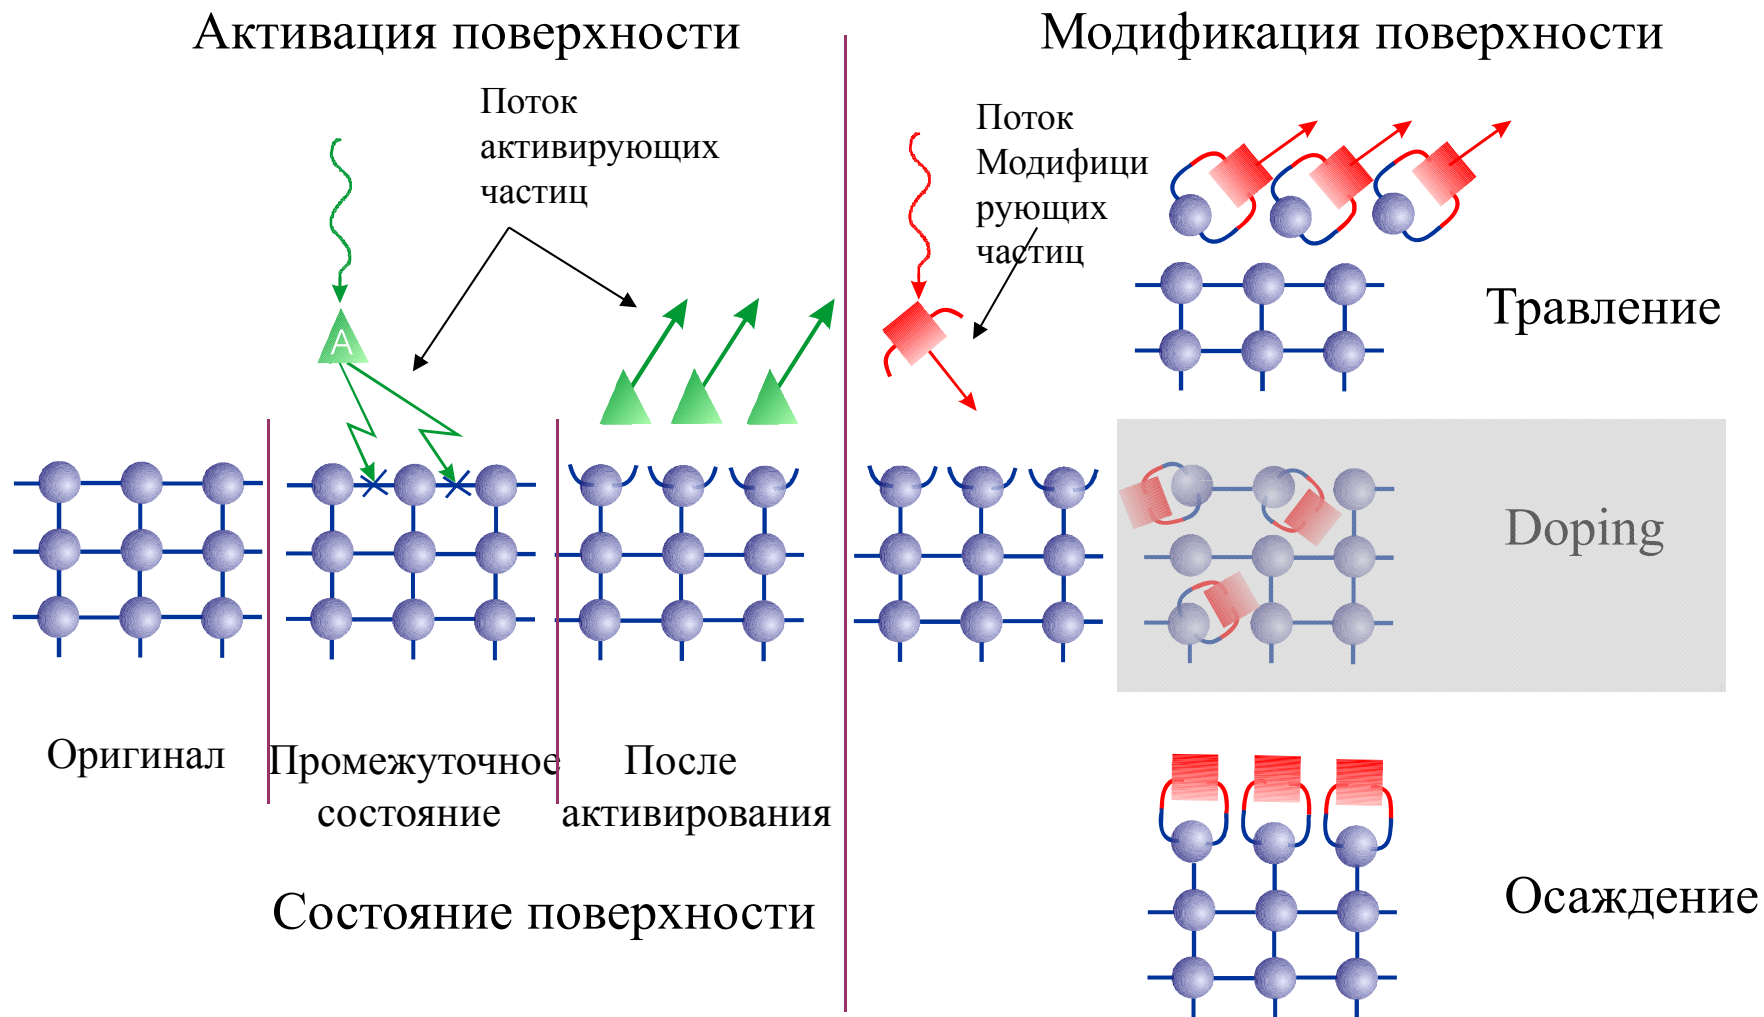 Активация поверхности
Поток
активирующих
частиц
A
Оригинал
Промежуточное
состояние
После
активирования
Состояние поверхности
Модификация поверхности
Поток
Модифици
рующих
частиц
Травление
Doping
Осаждение